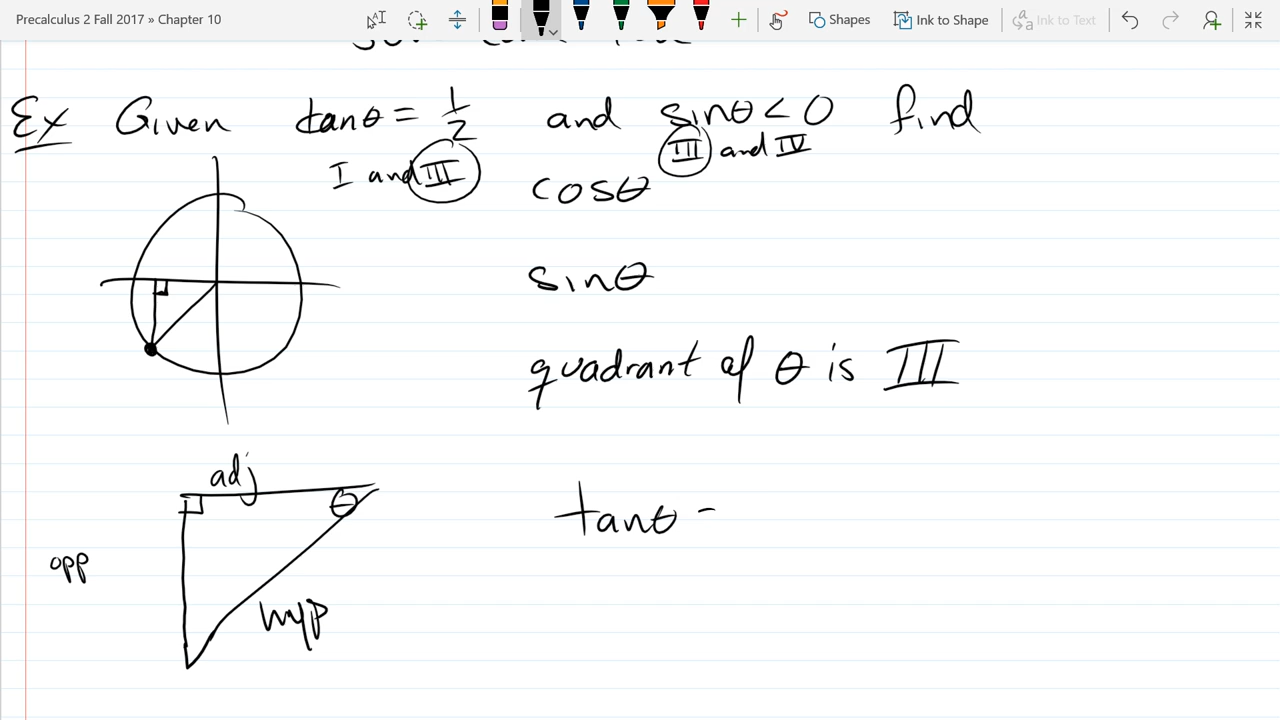 Precalculus 2 Fall 2017 » Chapter 10
Shapes
Ink to Shape
Ink to Text
Ex Given tanθ = 1/2 and sinθ < 0 find
I and III
III and IV
cosθ
sinθ
quadrant of θ is III
adj
θ
tanθ =
opp
hyp